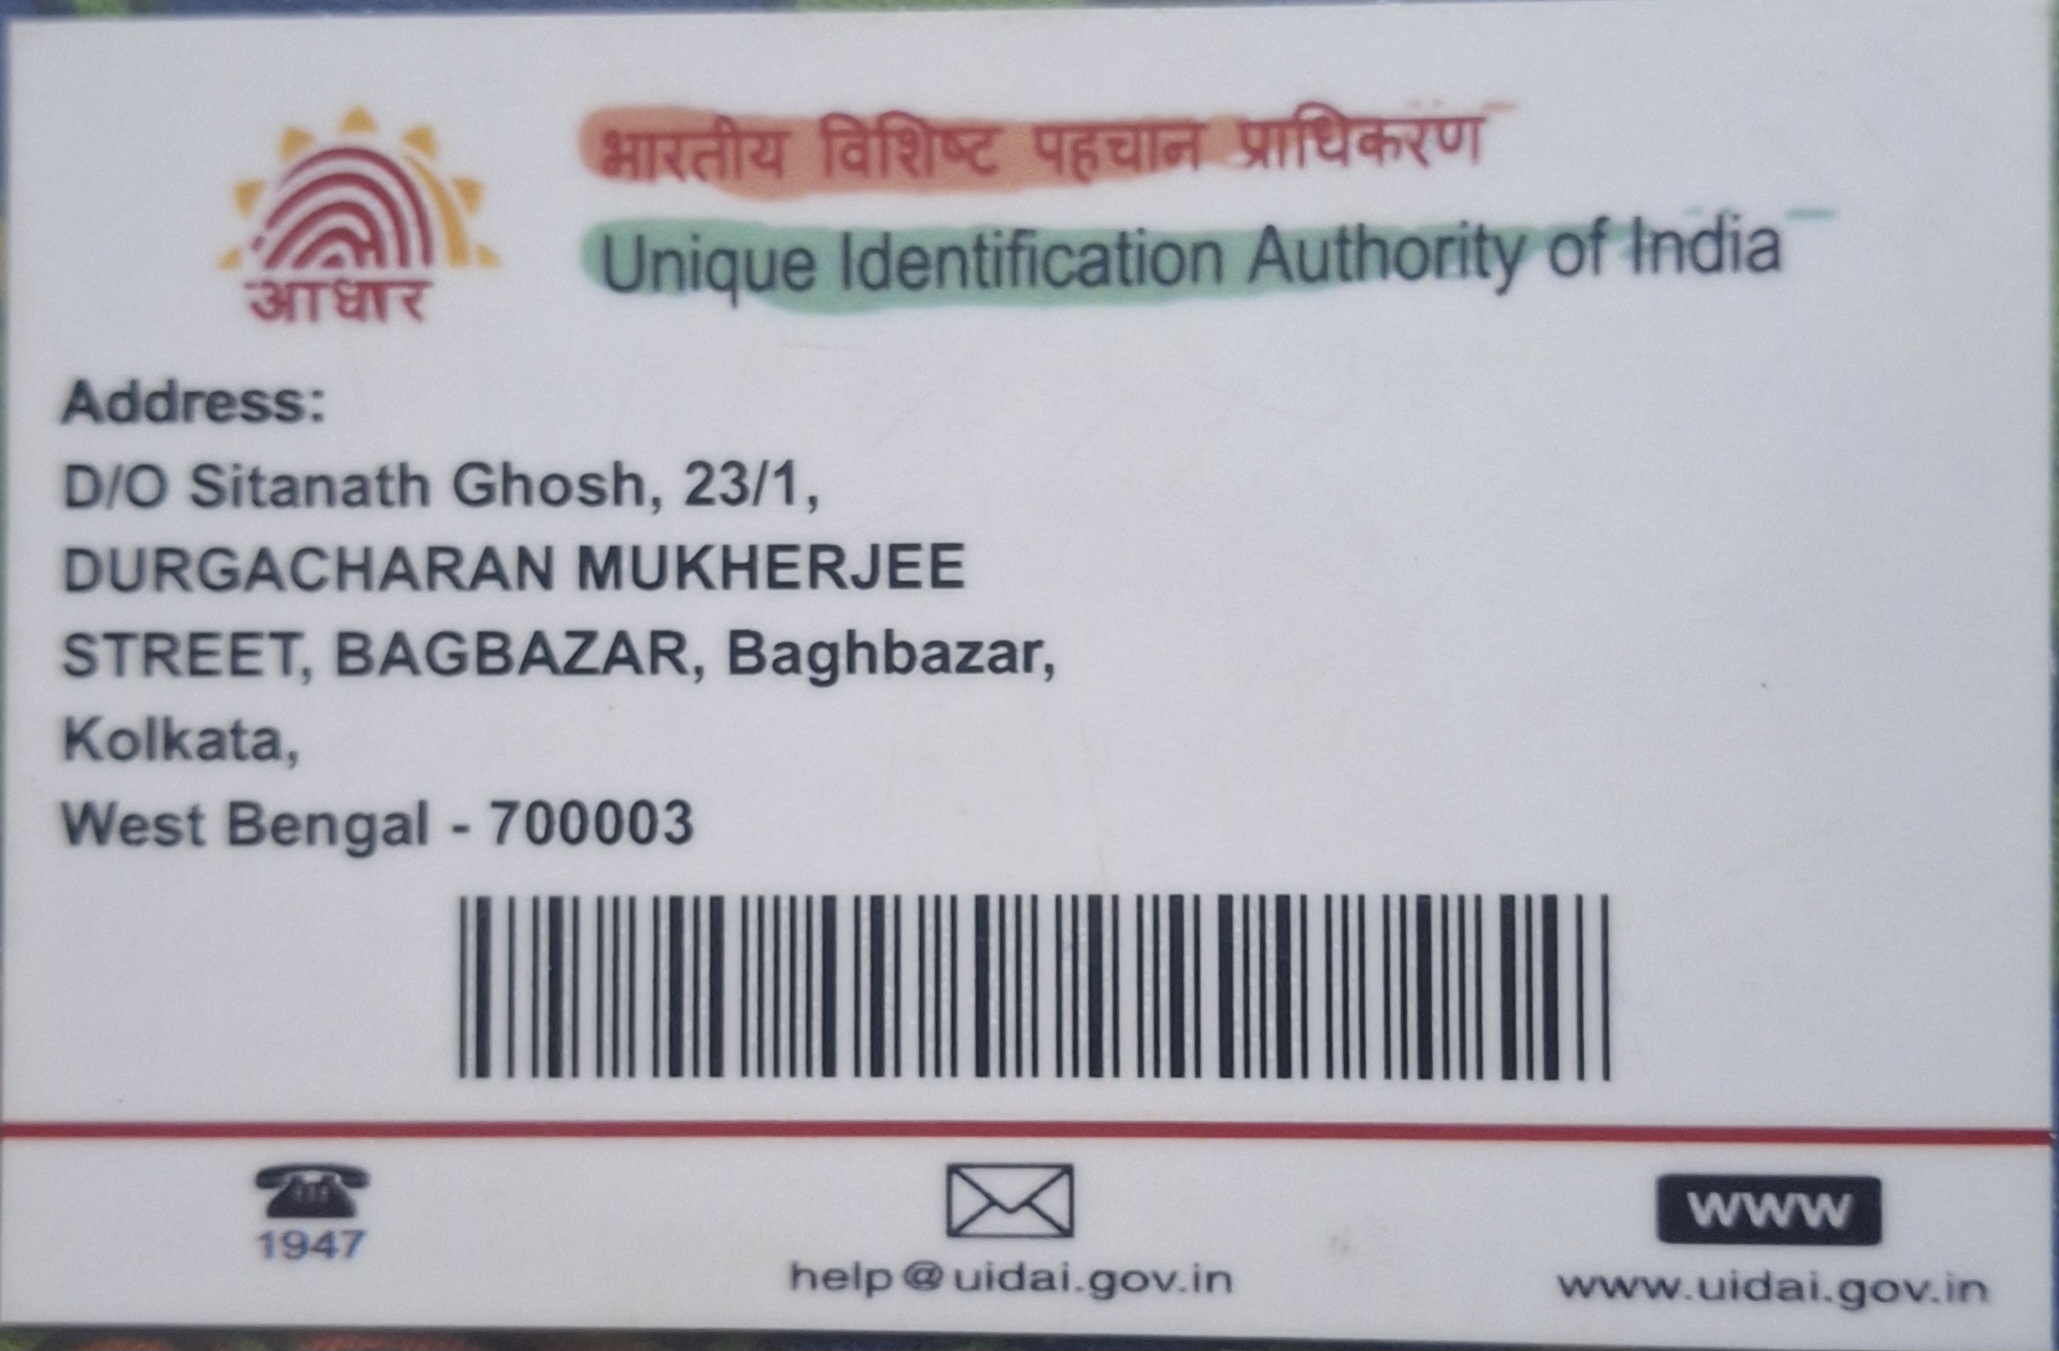 भारतीय विशिष्ट पहचान प्राधिकरण
Unique Identification Authority of India
आधार
Address:
D/O Sitanath Ghosh, 23/1,
DURGACHARAN MUKHERJEE
STREET, BAGBAZAR, Baghbazar,
Kolkata,
West Bengal - 700003
1947
help@uidai.gov.in
WWW
www.uidai.gov.in